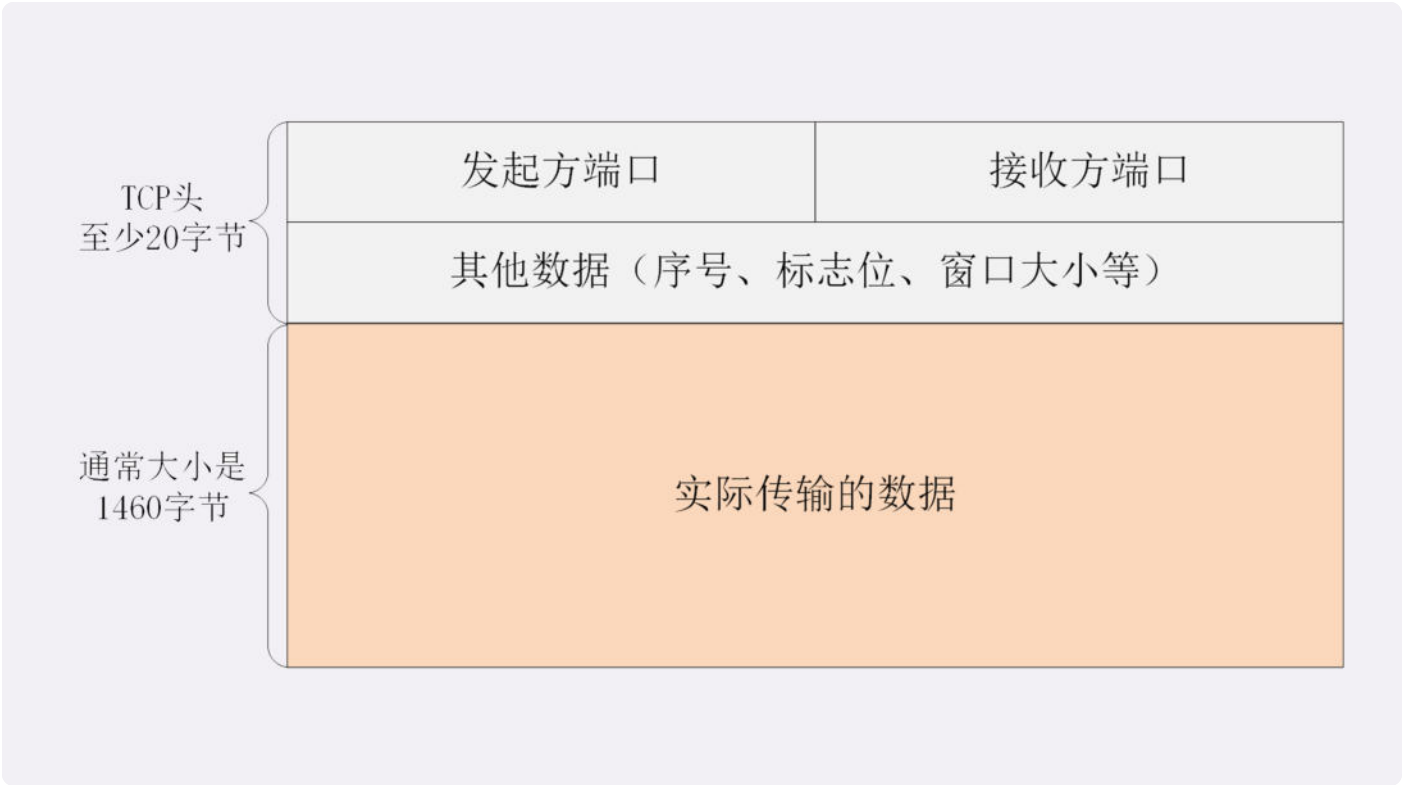 发起方端口
接收方端口
TCP头
至少20字节
其他数据（序号、标志位、窗口大小等）
通常大小是
1460字节
实际传输的数据